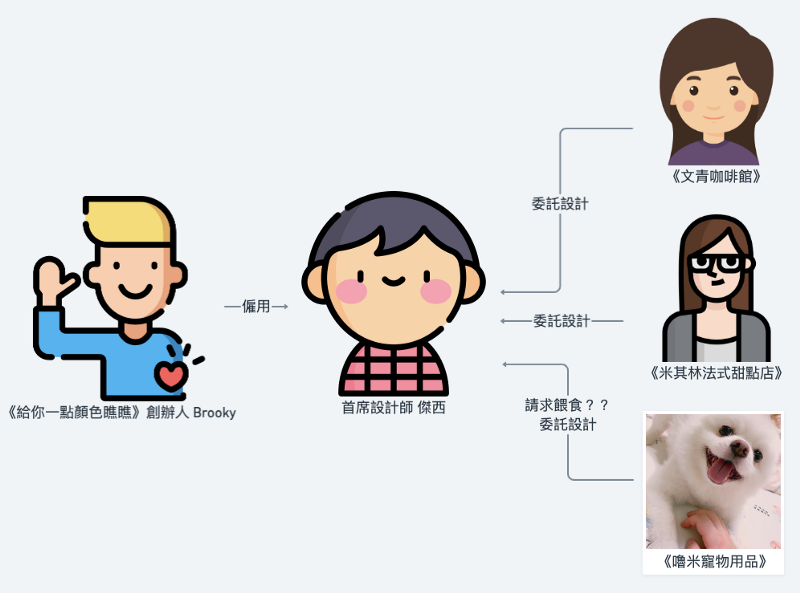 《文青咖啡館》
委託設計
僱用
委託設計
《米其林法式甜點店》
《給你一點顏色瞧瞧》創辦人 Brooky
首席設計師 傑西
請求餵食？？
委託設計
《嚕米寵物用品》